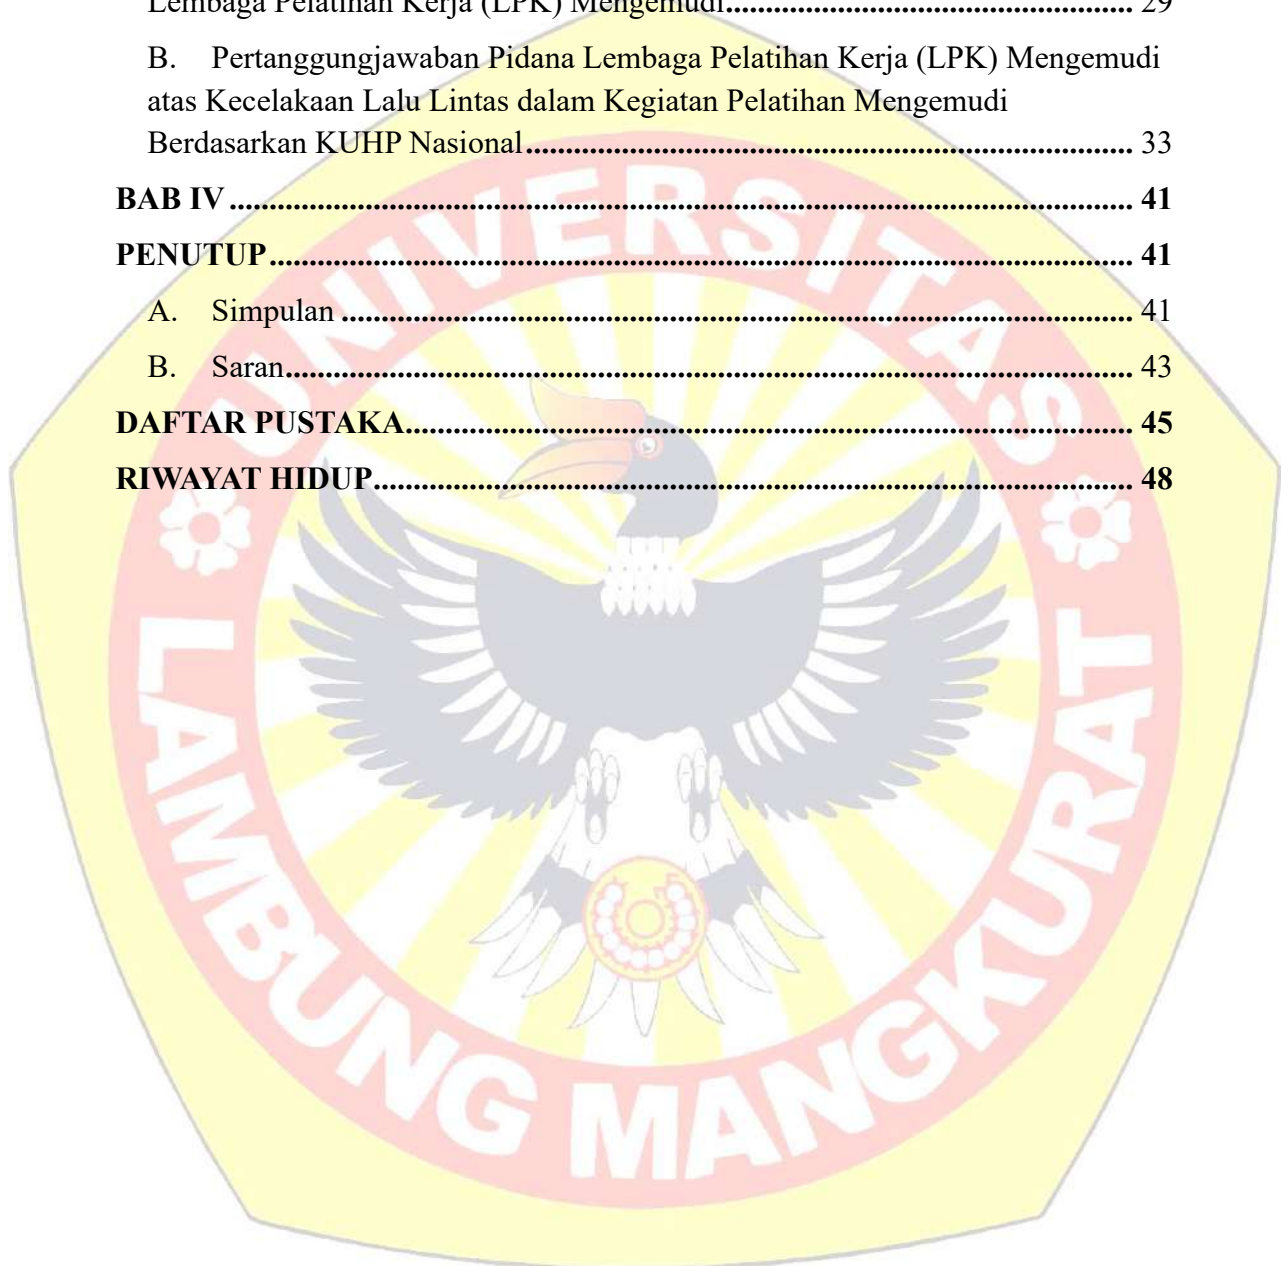 Lembaga Pelatihan Kerja (LPK) Mengemudi.................................................... 29
B. Pertanggungjawaban Pidana Lembaga Pelatihan Kerja (LPK) Mengemudi
atas Kecelakaan Lalu Lintas dalam Kegiatan Pelatihan Mengemudi
Berdasarkan KUHP Nasional............................................................................. 33
BAB IV .................................................................................................................. 41
PENUTUP............................................................................................................. 41
A. Simpulan .................................................................................................... 41
B. Saran........................................................................................................... 43
DAFTAR PUSTAKA............................................................................................ 45
RIWAYAT HIDUP................................................................................................ 48
UNIVERSITAS
LAMBUNG MANGKURAT